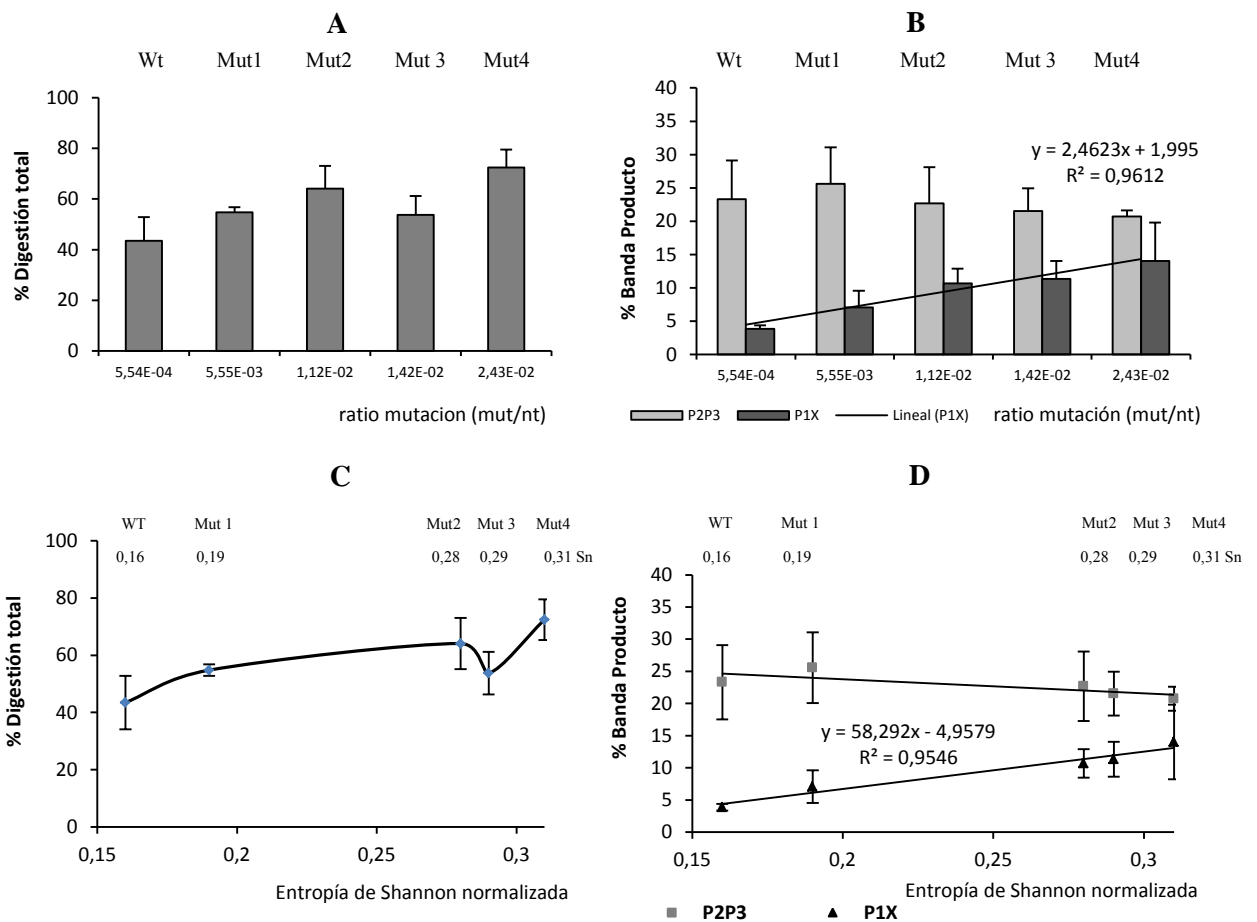 A
Wt Mut1 Mut2 Mut 3 Mut4
% Digestión total
100
80
60
40
20
0
5,54E-04 5,55E-03 1,12E-02 1,42E-02 2,43E-02
ratio mutacion (mut/nt)
B
Wt Mut1 Mut2 Mut 3 Mut4
% Banda Producto
40
35
30
25
20
15
10
5
0
y = 2,4623x + 1,995
R² = 0,9612
5,54E-04 5,55E-03 1,12E-02 1,42E-02 2,43E-02
P2P3 P1X Lineal (P1X) ratio mutación (mut/nt)
C
WT Mut 1 Mut2 Mut 3 Mut4
0,16 0,19 0,28 0,29 0,31 Sn
% Digestión total
100
80
60
40
20
0
0,15 0,2 0,25 0,3
Entropía de Shannon normalizada
D
WT Mut 1 Mut2 Mut 3 Mut4
0,16 0,19 0,28 0,29 0,31 Sn
% Banda Producto
40
35
30
25
20
15
10
5
0
y = 58,292x - 4,9579
R² = 0,9546
0,15 0,2 0,25 0,3
Entropía de Shannon normalizada
P2P3 P1X